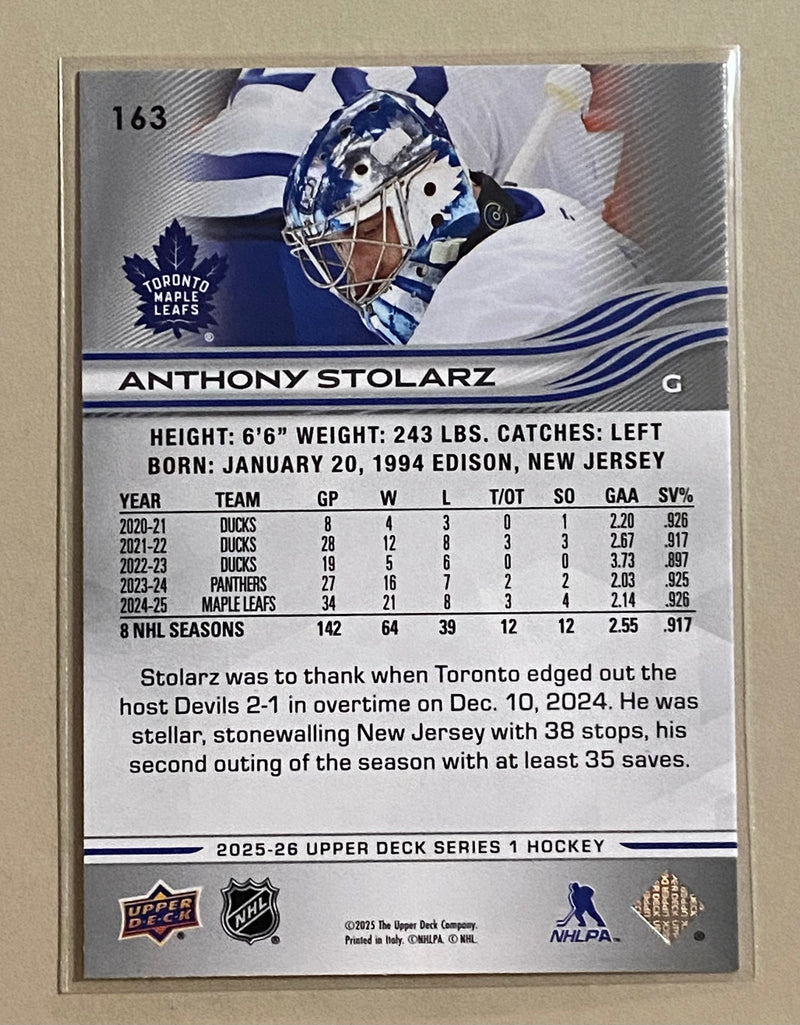 163
TORONTO
MAPLE
LEAFS
®
ANTHONY STOLARZ
G
HEIGHT: 6'6" WEIGHT: 243 LBS. CATCHES: LEFT
BORN: JANUARY 20, 1994 EDISON, NEW JERSEY
YEAR TEAM GP W L T/OT SO GAA SV%
2020-21 DUCKS 8 4 3 0 1 2.20 .926
2021-22 DUCKS 28 12 8 3 3 2.67 .917
2022-23 DUCKS 19 5 6 0 0 3.73 .897
2023-24 PANTHERS 27 16 7 2 2 2.03 .925
2024-25 MAPLE LEAFS 34 21 8 3 4 2.14 .926
8 NHL SEASONS 142 64 39 12 12 2.55 .917
Stolarz was to thank when Toronto edged out the
host Devils 2-1 in overtime on Dec. 10, 2024. He was
stellar, stonewalling New Jersey with 38 stops, his
second outing of the season with at least 35 saves.
2025-26 UPPER DECK SERIES 1 HOCKEY
UPPER
D·E·C·K
®
NHL
®
©2025 The Upper Deck Company.
Printed in Italy. ©NHLPA. © NHL.
NHLPA™
®